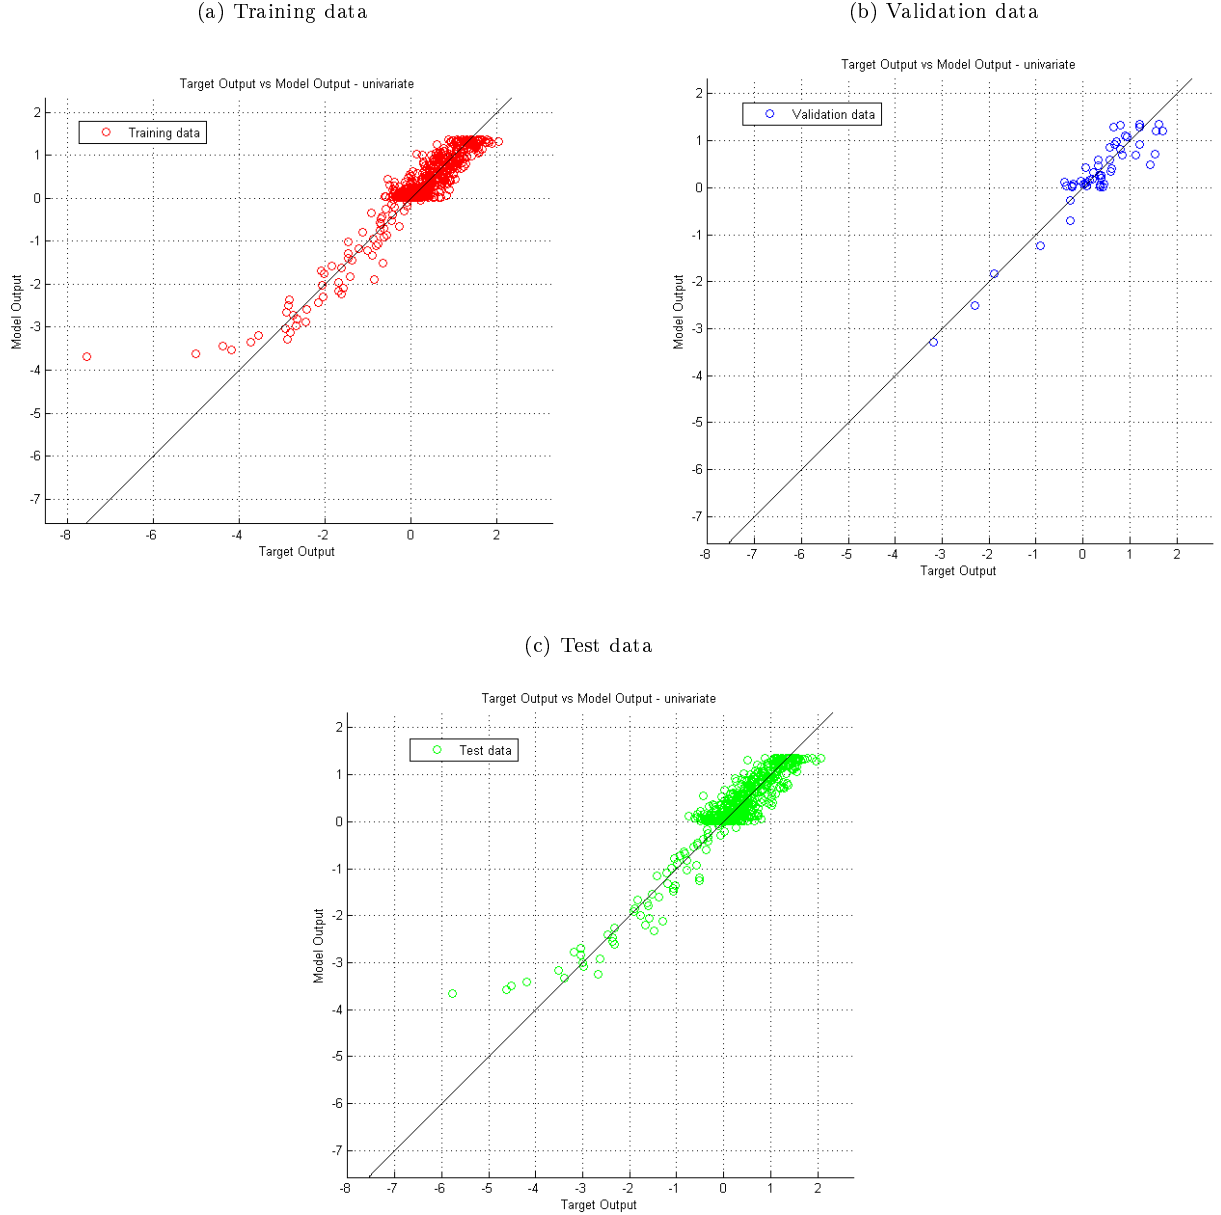 (a) Training data
Target Output vs Model Output - univariate
Training data
2
1
0
-1
-2
-3
-4
-5
-6
-7
Model Output
-8 -6 -4 -2 0 2
Target Output
(b) Validation data
Target Output vs Model Output - univariate
Validation data
2
1
0
-1
-2
-3
-4
-5
-6
-7
Model Output
-8 -7 -6 -5 -4 -3 -2 -1 0 1 2
Target Output
(c) Test data
Target Output vs Model Output - univariate
Test data
2
1
0
-1
-2
-3
-4
-5
-6
-7
Model Output
-8 -7 -6 -5 -4 -3 -2 -1 0 1 2
Target Output